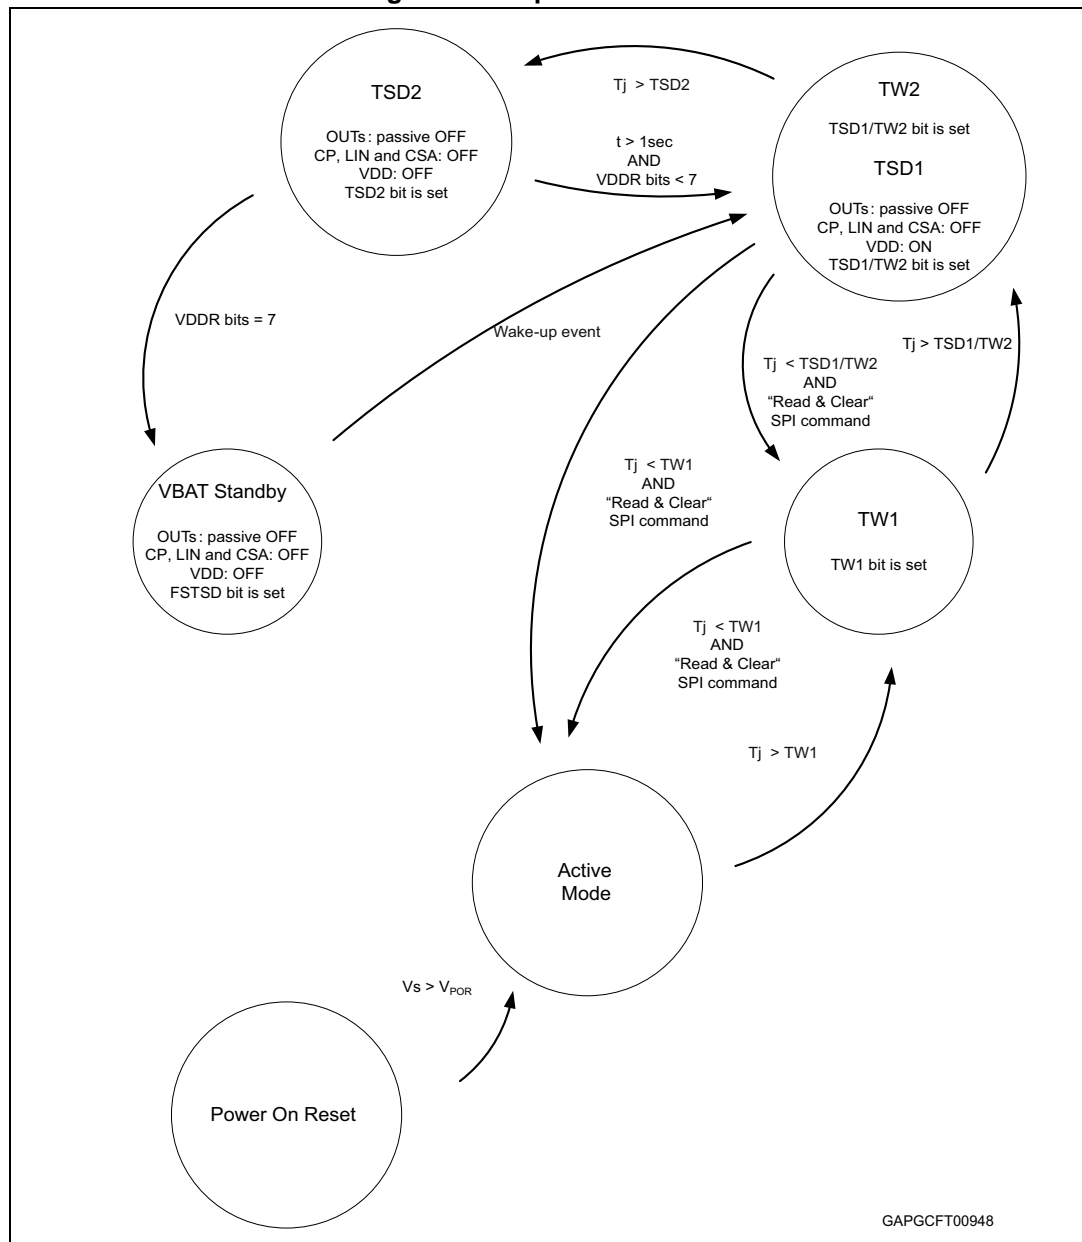 TSD2
OUTs: passive OFF
CP, LIN and CSA: OFF
VDD: OFF
TSD2 bit is set
Tj > TSD2
t > 1sec
AND
VDDR bits < 7
TW2
TSD1/TW2 bit is set
TSD1
OUTs: passive OFF
CP, LIN and CSA: OFF
VDD: ON
TSD1/TW2 bit is set
VDDR bits = 7
Wake-up event
Tj > TSD1/TW2
Tj < TSD1/TW2
AND
“Read & Clear“
SPI command
VBAT Standby
OUTs: passive OFF
CP, LIN and CSA: OFF
VDD: OFF
FSTSD bit is set
Tj < TW1
AND
“Read & Clear“
SPI command
TW1
TW1 bit is set
Tj < TW1
AND
“Read & Clear“
SPI command
Tj > TW1
Active
Mode
Vs > VPOR
Power On Reset
GAPGCFT00948